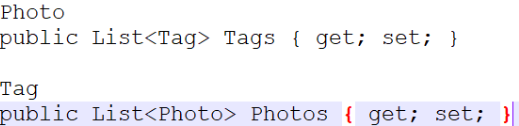 Photo
public List<Tag> Tags { get; set; }
Tag
public List<Photo> Photos { get; set; }